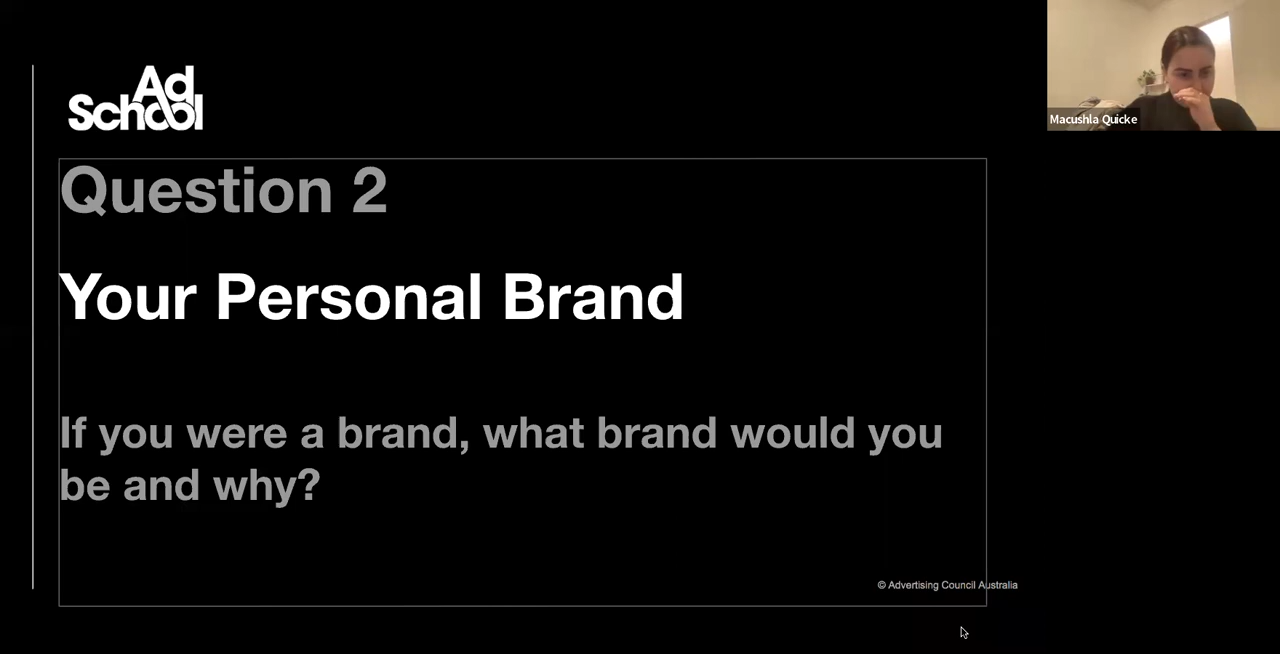 Ad
School
Macushla Quicke
Question 2
Your Personal Brand
If you were a brand, what brand would you
be and why?
© Advertising Council Australia